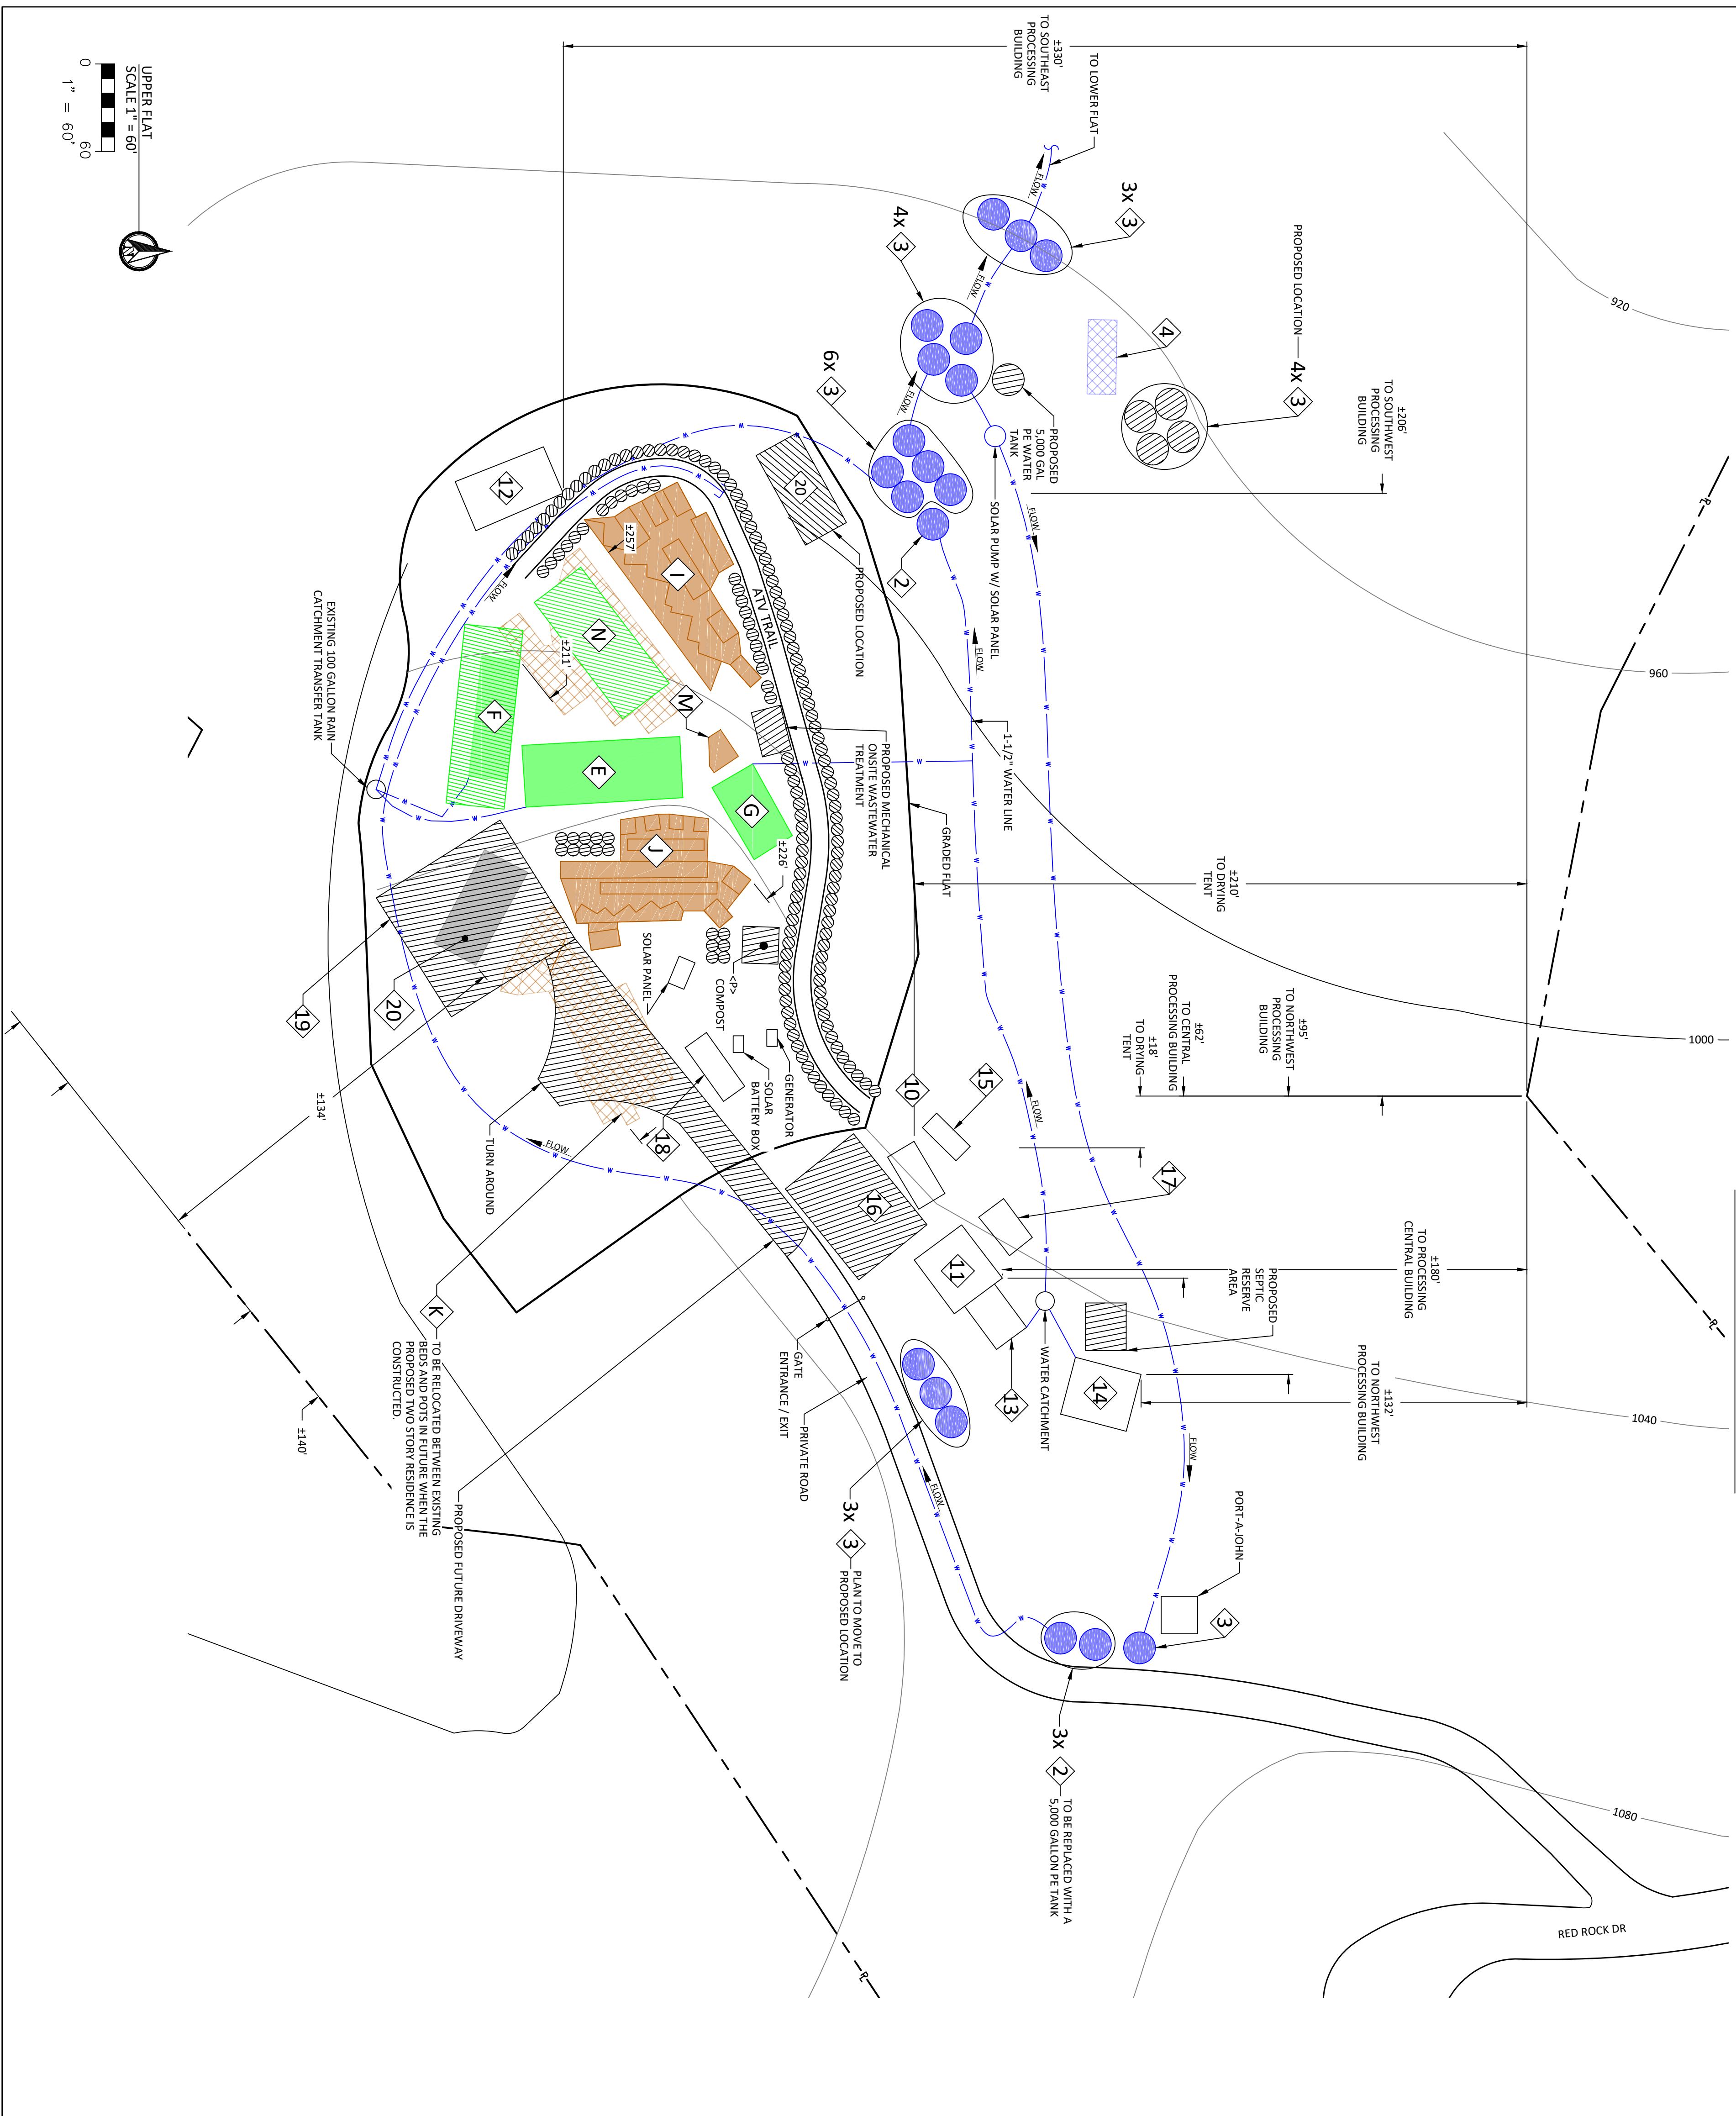 ±330'
TO SOUTHEAST
PROCESSING
BUILDING
TO LOWER FLAT
FLOW
3x 3
4x 3
FLOW
PROPOSED LOCATION
4x 3
4
920
6x 3
FLOW
PROPOSED
5,000 GAL
PE WATER
TANK
SOLAR PUMP W/ SOLAR PANEL
±206'
TO SOUTHWEST
PROCESSING
BUILDING
FLOW
2
FLOW
1-1/2" WATER LINE
960
PL
UPPER FLAT
SCALE 1" = 60'
0
60
1" = 60'
N
12
20
PROPOSED LOCATION
±257'
I
ATV TRAIL
N
FLOW
±211'
F
M
E
G
PROPOSED MECHANICAL
ONSITE WASTEWATER
TREATMENT
GRADED FLAT
EXISTING 100 GALLON RAIN
CATCHMENT TRANSFER TANK
J
±226'
±210'
TO DRYING
TENT
<P>
COMPOST
SOLAR PANEL
19
20
GENERATOR
SOLAR
BATTERY BOX
18
TURN AROUND
±134'
FLOW
10
15
FLOW
±18'
TO DRYING
TENT
±62'
TO CENTRAL
PROCESSING BUILDING
±95'
TO NORTHWEST
PROCESSING
BUILDING
1000
17
16
11
13
WATER CATCHMENT
14
PROPOSED
SEPTIC
RESERVE
AREA
±180'
TO PROCESSING
CENTRAL BUILDING
±132'
TO NORTHWEST
PROCESSING BUILDING
1040
PL
GATE
ENTRANCE / EXIT
PRIVATE ROAD
K
TO BE RELOCATED BETWEEN EXISTING
BEDS AND POTS IN FUTURE WHEN THE
PROPOSED TWO STORY RESIDENCE IS
CONSTRUCTED.
PROPOSED FUTURE DRIVEWAY
±140'
3x 3
PLAN TO MOVE TO
PROPOSED LOCATION
FLOW
FLOW
PORT-A-JOHN
3
3x 2
TO BE REPLACED WITH A
5,000 GALLON PE TANK
1080
RED ROCK DR
PL